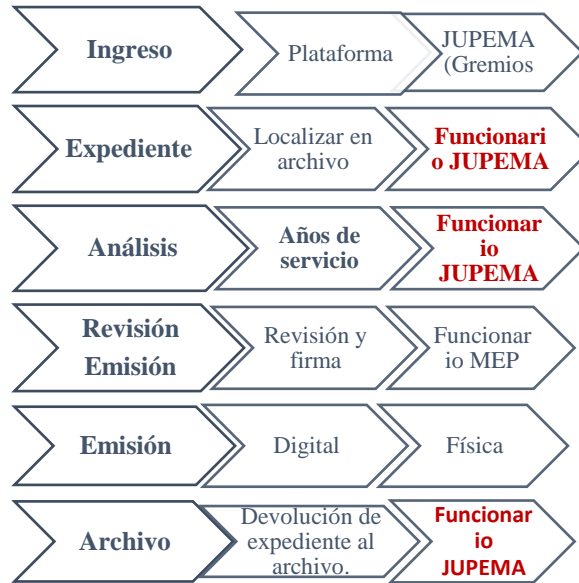 Ingreso
Plataforma
JUPEMA
(Gremios
Expediente
Localizar en
archivo
Funcionari
o JUPEMA
Análisis
Años de
servicio
Funcionar
io
JUPEMA
Revisión
Emisión
Revisión y
firma
Funcionar
io MEP
Emisión
Digital
Física
Archivo
Devolución de
expediente al
archivo.
Funcionar
io
JUPEMA